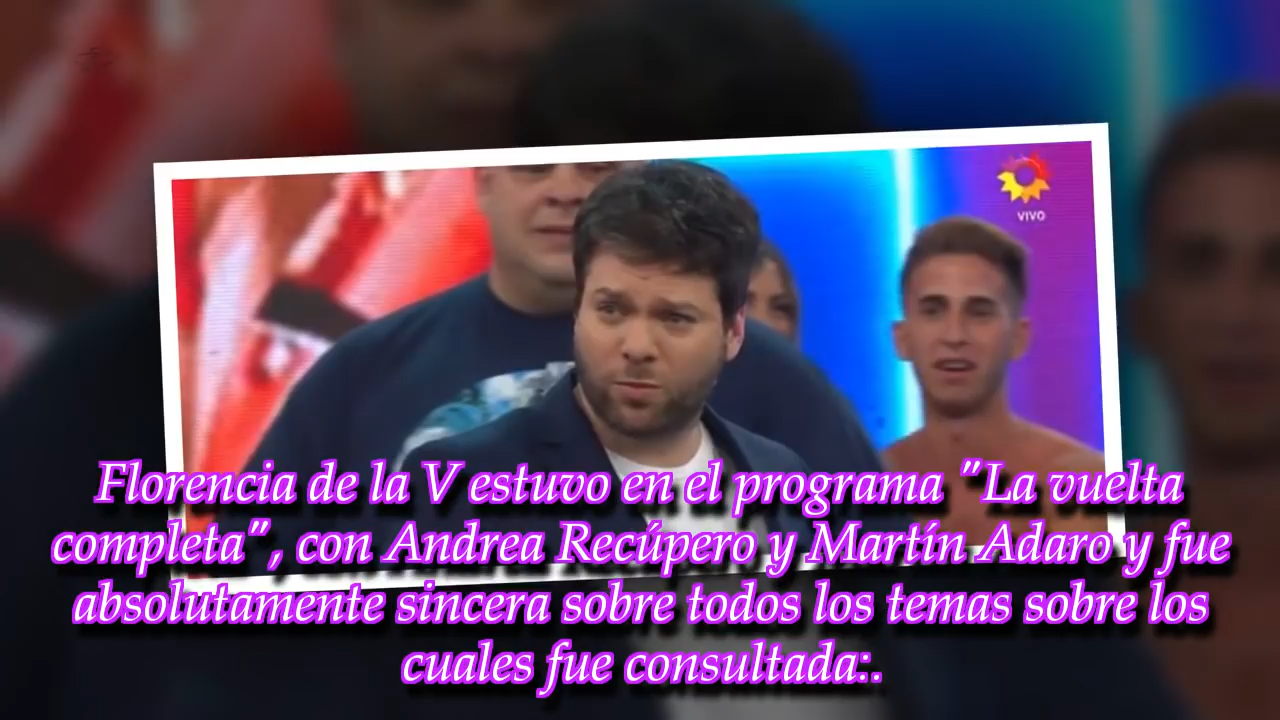 VIVO
Florencia de la V estuvo en el programa "La vuelta
completa", con Andrea Recúpero y Martín Adaro y fue
absolutamente sincera sobre todos los temas sobre los
cuales fue consultada:.